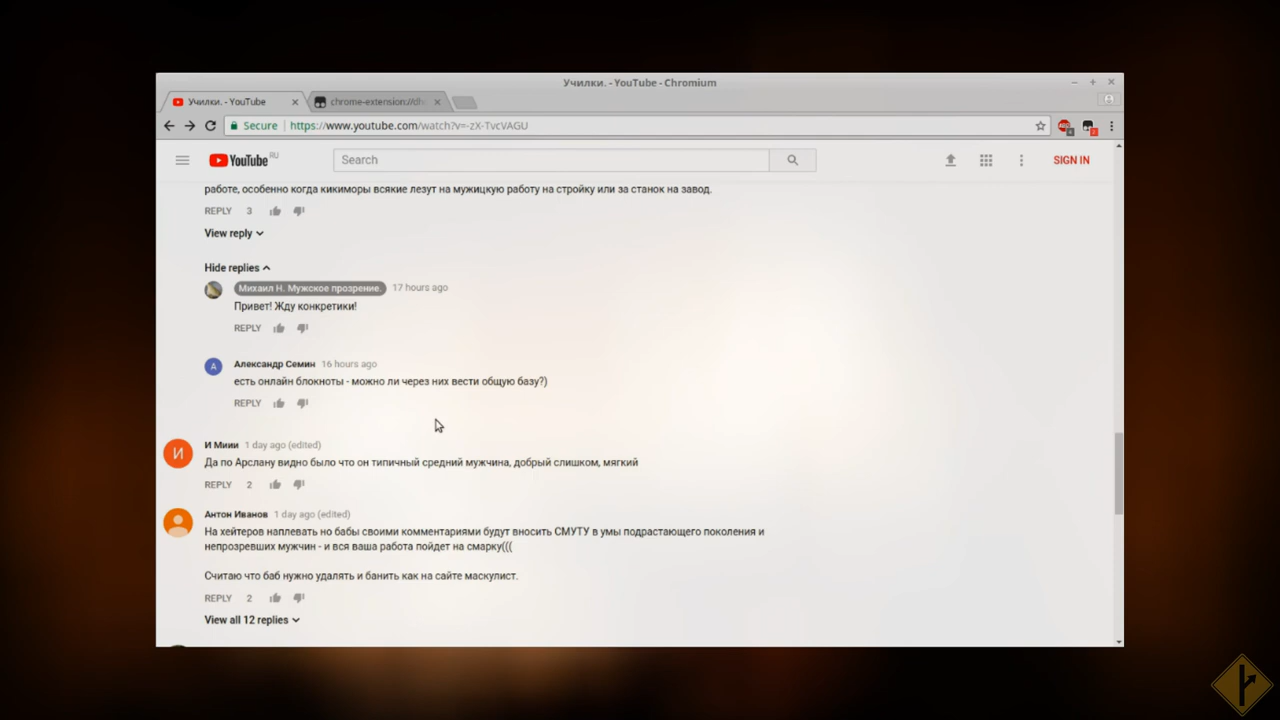 Училки. - YouTube - Chromium
Училки. - YouTube
chrome-extension://dh
Secure
https://www.youtube.com/watch?v=-zX-TvcVAGU
YouTube RU
Search
SIGN IN
работе, особенно когда кикиморы всякие лезут на мужицкую работу на стройку или за станок на завод.
REPLY 3
View reply
Hide replies
Михаил Н. Мужское прозрение. 17 hours ago
Привет! Жду конкретики!
REPLY
А
Александр Семин 16 hours ago
есть онлайн блокноты - можно ли через них вести общую базу?)
REPLY
И
И Миии 1 day ago (edited)
Да по Арслану видно было что он типичный средний мужчина, добрый слишком, мягкий
REPLY 2
Антон Иванов 1 day ago (edited)
На хейтеров наплевать но бабы своими комментариями будут вносить СМУТУ в умы подрастающего поколения и
непрозревших мужчин - и вся ваша работа пойдет на смарку(((
Считаю что баб нужно удалять и банить как на сайте маскулист.
REPLY 2
View all 12 replies